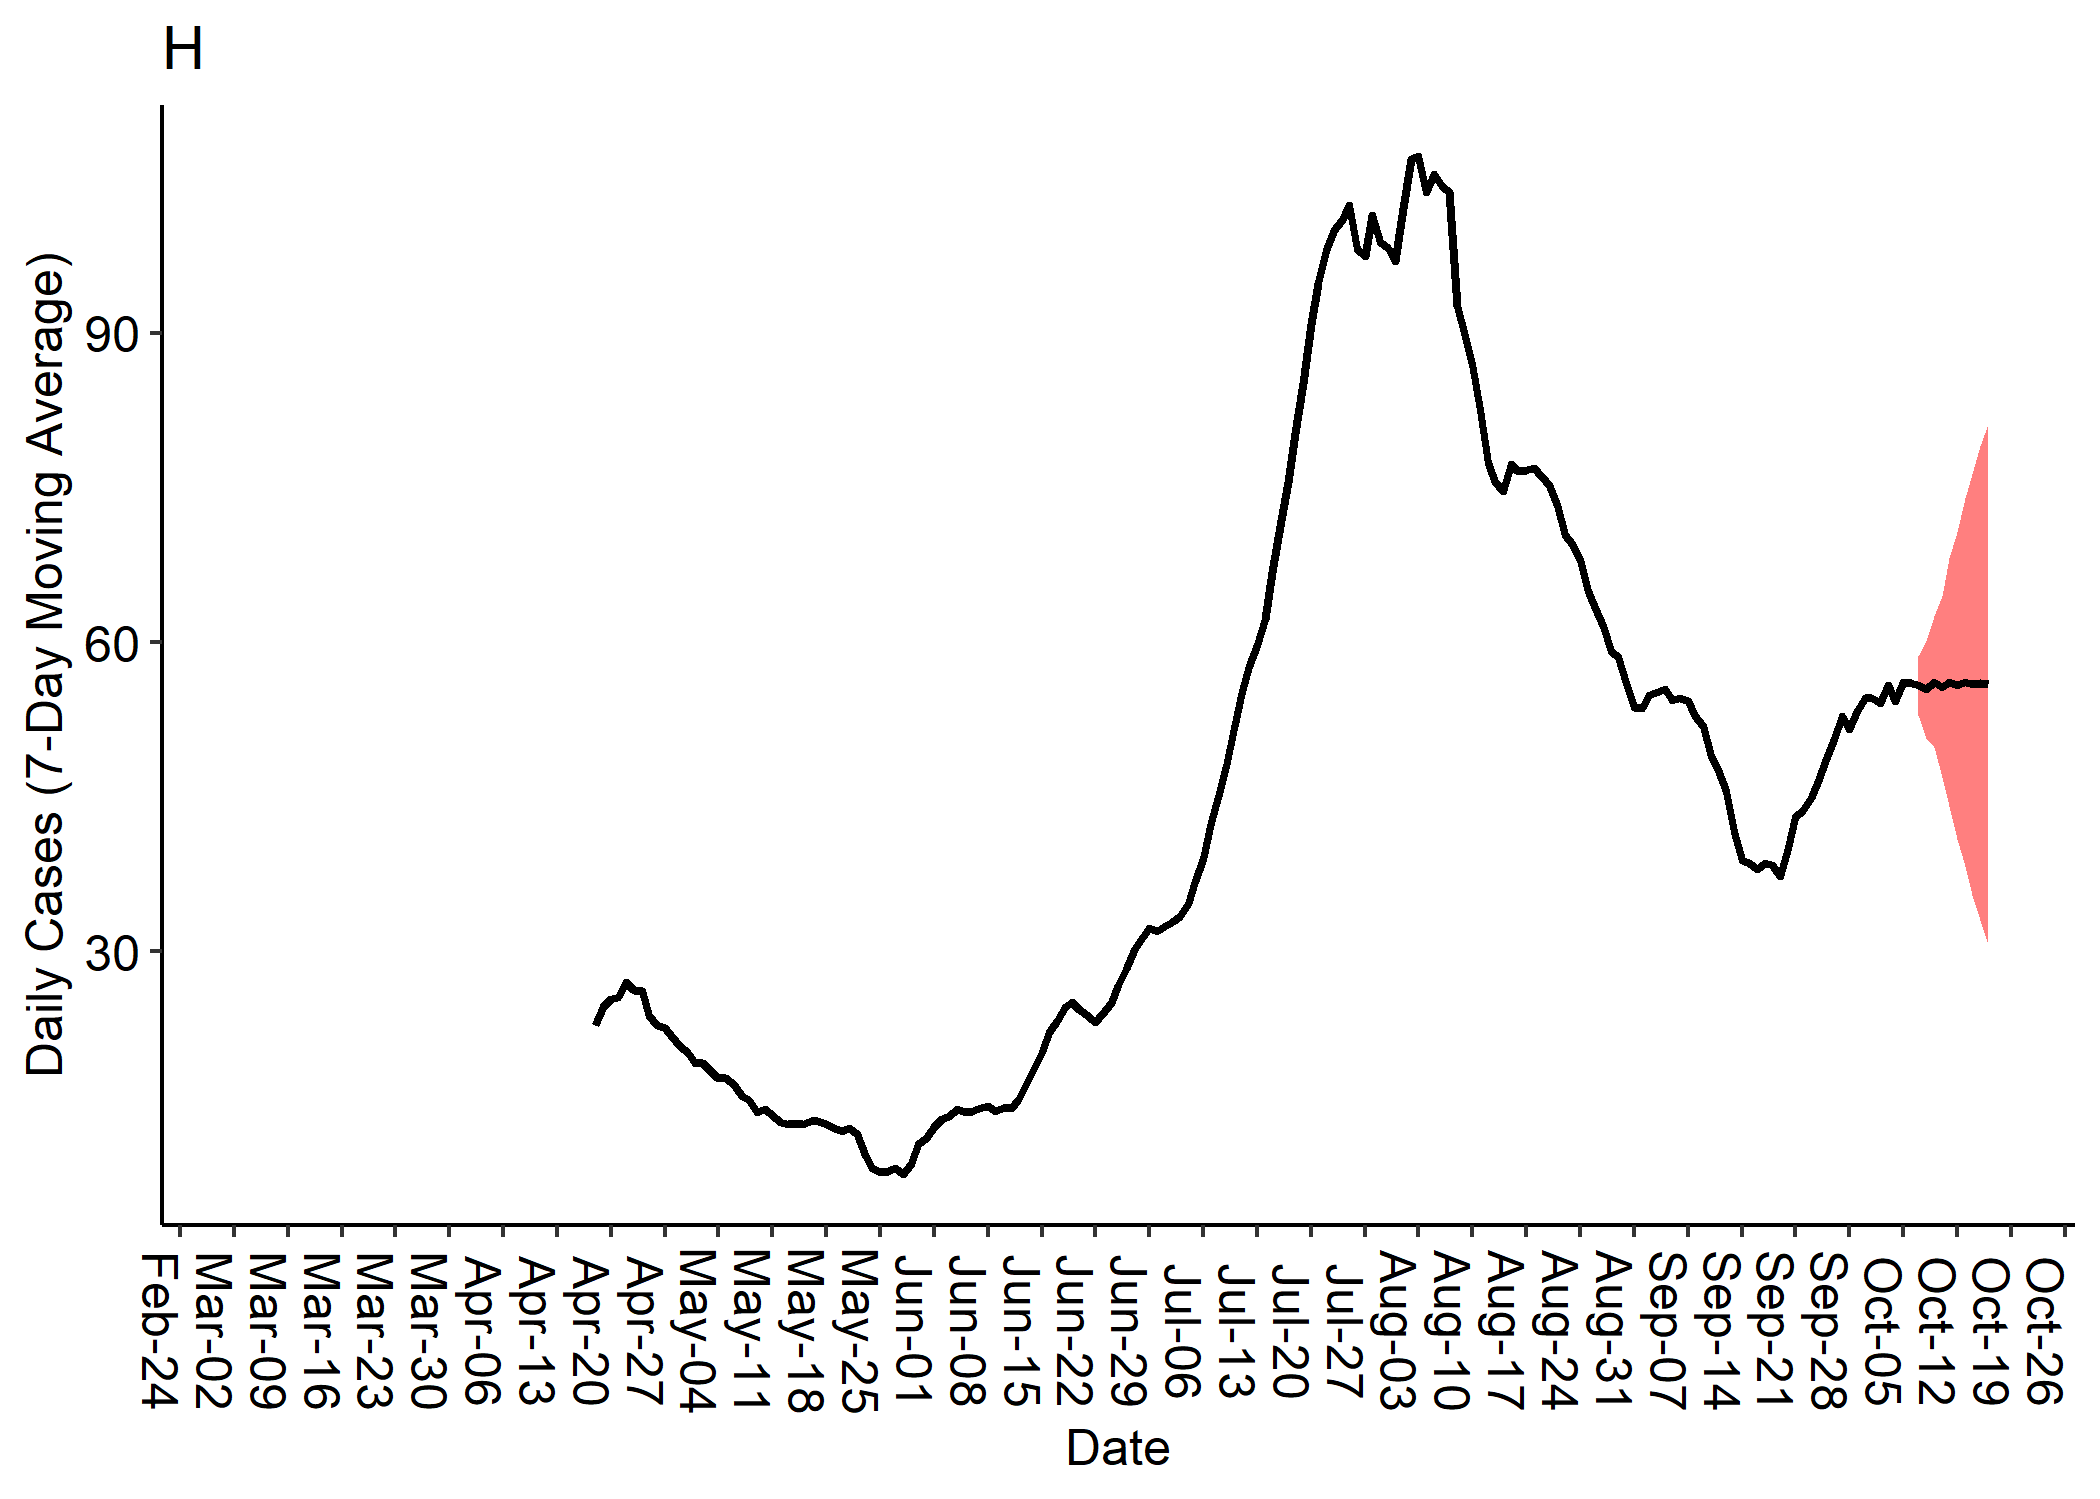 H
Daily Cases (7-Day Moving Average)
90
60
30
Feb-24
Mar-02
Mar-09
Mar-16
Mar-23
Mar-30
Apr-06
Apr-13
Apr-20
Apr-27
May-04
May-11
May-18
May-25
Jun-01
Jun-08
Jun-15
Jun-22
Jun-29
Jul-06
Jul-13
Jul-20
Jul-27
Aug-03
Aug-10
Aug-17
Aug-24
Aug-31
Sep-07
Sep-14
Sep-21
Sep-28
Oct-05
Oct-12
Oct-19
Oct-26
Date